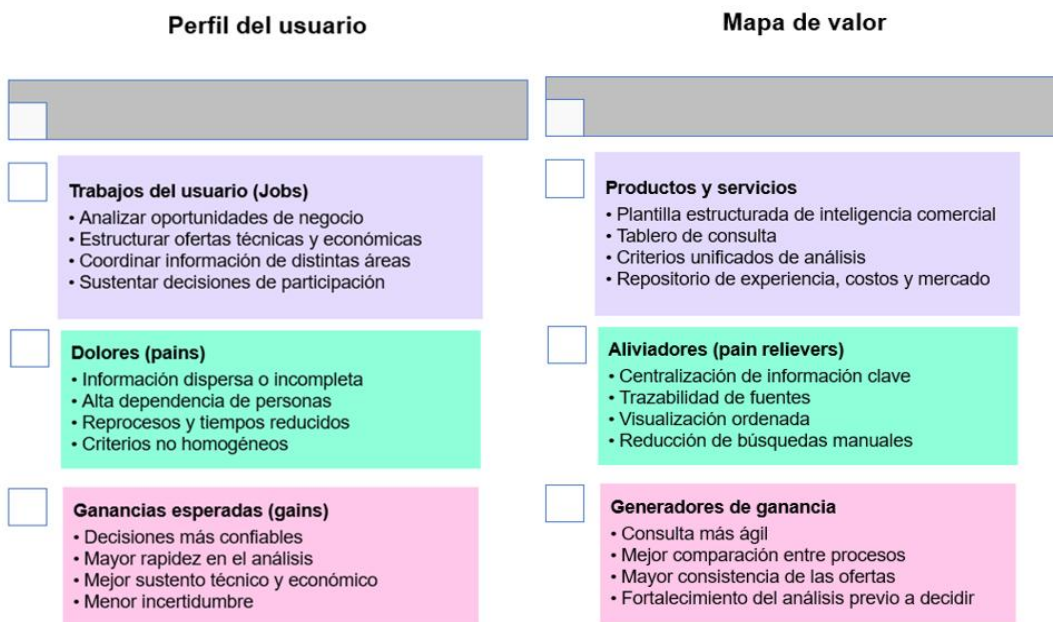 Perfil del usuario
Trabajos del usuario (Jobs)
• Analizar oportunidades de negocio
• Estructurar ofertas técnicas y económicas
• Coordinar información de distintas áreas
• Sustentar decisiones de participación
Dolores (pains)
• Información dispersa o incompleta
• Alta dependencia de personas
• Reprocesos y tiempos reducidos
• Criterios no homogéneos
Ganancias esperadas (gains)
• Decisiones más confiables
• Mayor rapidez en el análisis
• Mejor sustento técnico y económico
• Menor incertidumbre
Mapa de valor
Productos y servicios
• Plantilla estructurada de inteligencia comercial
• Tablero de consulta
• Criterios unificados de análisis
• Repositorio de experiencia, costos y mercado
Aliviadores (pain relievers)
• Centralización de información clave
• Trazabilidad de fuentes
• Visualización ordenada
• Reducción de búsquedas manuales
Generadores de ganancia
• Consulta más ágil
• Mejor comparación entre procesos
• Mayor consistencia de las ofertas
• Fortalecimiento del análisis previo a decidir